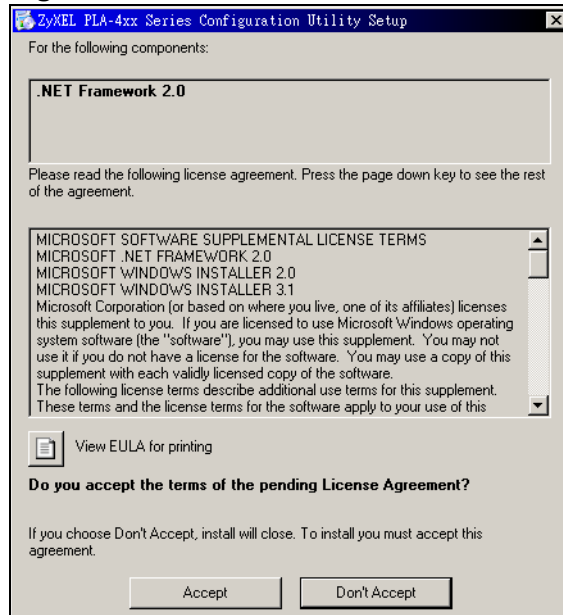 ZyXEL PLA-4xx Series Configuration Utility Setup
For the following components:
.NET Framework 2.0
Please read the following license agreement. Press the page down key to see the rest
of the agreement.
MICROSOFT SOFTWARE SUPPLEMENTAL LICENSE TERMS
MICROSOFT .NET FRAMEWORK 2.0
MICROSOFT WINDOWS INSTALLER 2.0
MICROSOFT WINDOWS INSTALLER 3.1
Microsoft Corporation (or based on where you live, one of its affiliates) licenses
this supplement to you. If you are licensed to use Microsoft Windows operating
system software (the "software"), you may use this supplement. You may not
use it if you do not have a license for the software. You may use a copy of this
supplement with each validly licensed copy of the software.
The following license terms describe additional use terms for this supplement.
These terms and the license terms for the software apply to your use of this
View EULA for printing
Do you accept the terms of the pending License Agreement?
If you choose Don't Accept, install will close. To install you must accept this
agreement.
Accept
Don't Accept